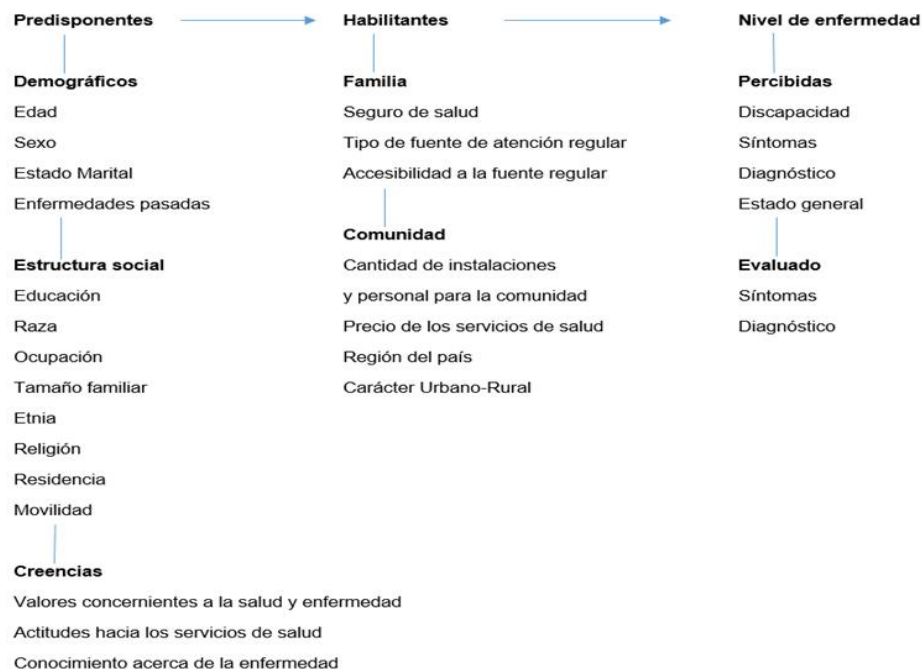 Predisponentes
Demográficos
Edad
Sexo
Estado Marital
Enfermedades pasadas
Estructura social
Educación
Raza
Ocupación
Tamaño familiar
Etnia
Religión
Residencia
Movilidad
Creencias
Valores concernientes a la salud y enfermedad
Actitudes hacia los servicios de salud
Conocimiento acerca de la enfermedad
Habilitantes
Familia
Seguro de salud
Tipo de fuente de atención regular
Accesibilidad a la fuente regular
Comunidad
Cantidad de instalaciones
y personal para la comunidad
Precio de los servicios de salud
Región del país
Carácter Urbano-Rural
Nivel de enfermedad
Percibidas
Discapacidad
Síntomas
Diagnóstico
Estado general
Evaluado
Síntomas
Diagnóstico